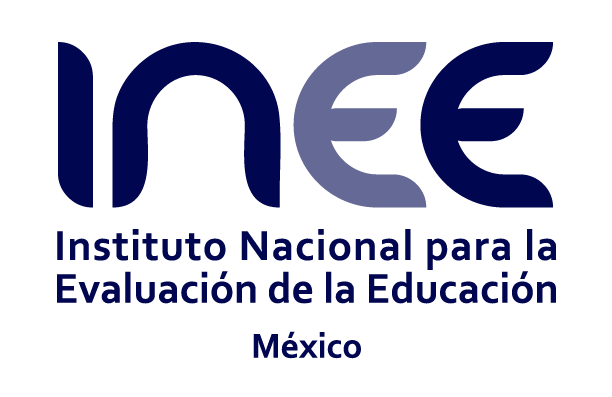 INEE
Instituto Nacional para la
Evaluación de la Educación
México